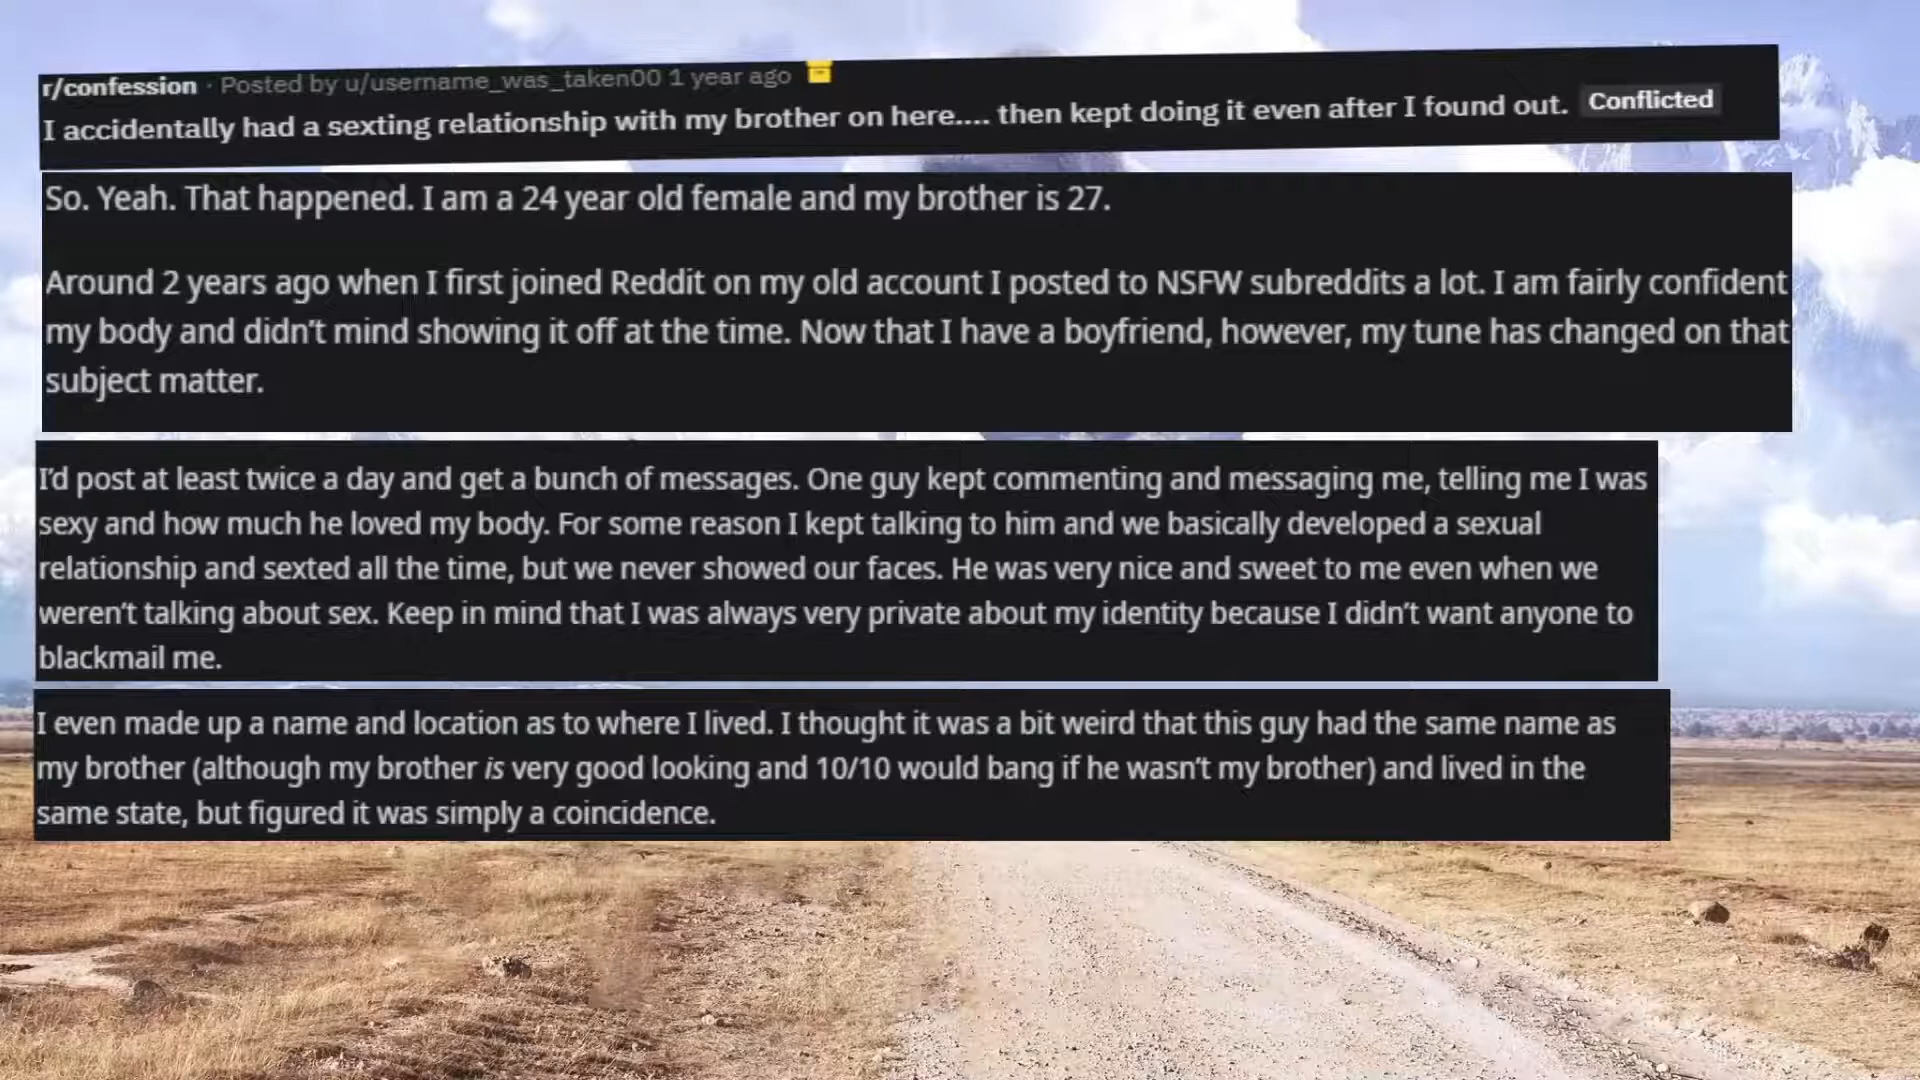 r/confession · Posted by u/username_was_taken00 1 year ago
I accidentally had a sexting relationship with my brother on here.... then kept doing it even after I found out. Conflicted
So. Yeah. That happened. I am a 24 year old female and my brother is 27.
Around 2 years ago when I first joined Reddit on my old account I posted to NSFW subreddits a lot. I am fairly confident
my body and didn't mind showing it off at the time. Now that I have a boyfriend, however, my tune has changed on that
subject matter.
I'd post at least twice a day and get a bunch of messages. One guy kept commenting and messaging me, telling me I was
sexy and how much he loved my body. For some reason I kept talking to him and we basically developed a sexual
relationship and sexted all the time, but we never showed our faces. He was very nice and sweet to me even when we
weren't talking about sex. Keep in mind that I was always very private about my identity because I didn't want anyone to
blackmail me.
I even made up a name and location as to where I lived. I thought it was a bit weird that this guy had the same name as
my brother (although my brother is very good looking and 10/10 would bang if he wasn't my brother) and lived in the
same state, but figured it was simply a coincidence.